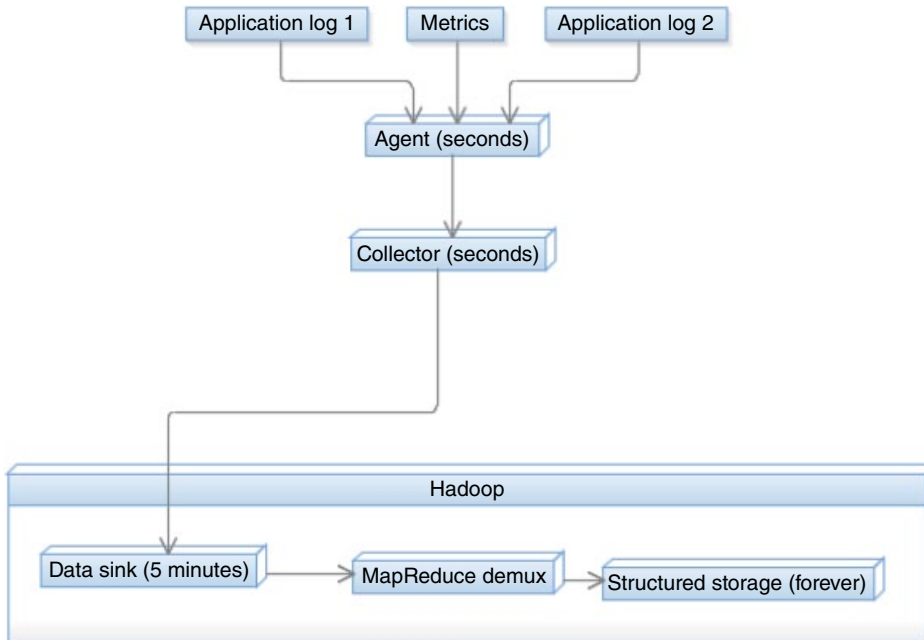 Application log 1
Metrics
Application log 2
Agent (seconds)
Collector (seconds)
Hadoop
Data sink (5 minutes)
MapReduce demux
Structured storage (forever)